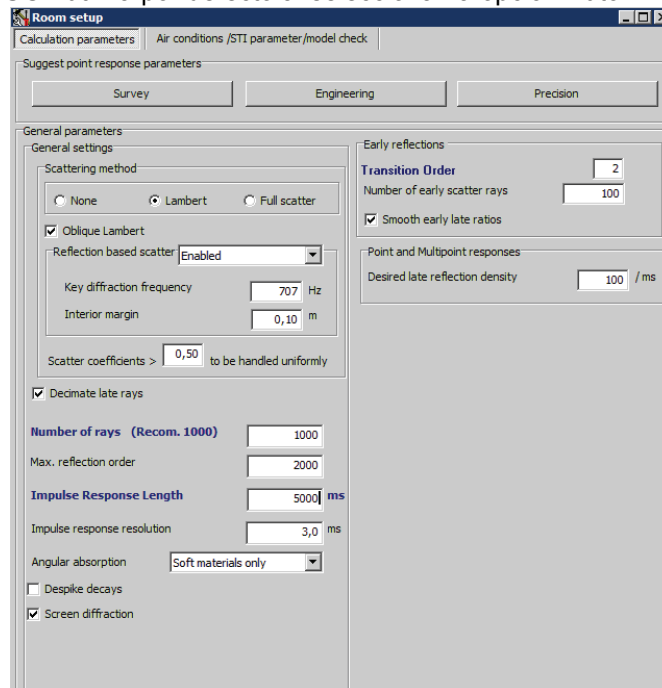 Room setup
Calculation parameters Air conditions /STI parameter/model check
Suggest point response parameters
Survey Engineering Precision
General parameters
General settings
Scattering method
None Lambert Full scatter
Oblique Lambert
Reflection based scatter Enabled
Key diffraction frequency 707 Hz
Interior margin 0,10 m
Scatter coefficients > 0,50 to be handled uniformly
Decimate late rays
Number of rays (Recom. 1000) 1000
Max. reflection order 2000
Impulse Response Length 5000 ms
Impulse response resolution 3,0 ms
Angular absorption Soft materials only
Despike decays
Screen diffraction
Early reflections
Transition Order 2
Number of early scatter rays 100
Smooth early late ratios
Point and Multipoint responses
Desired late reflection density 100 / ms